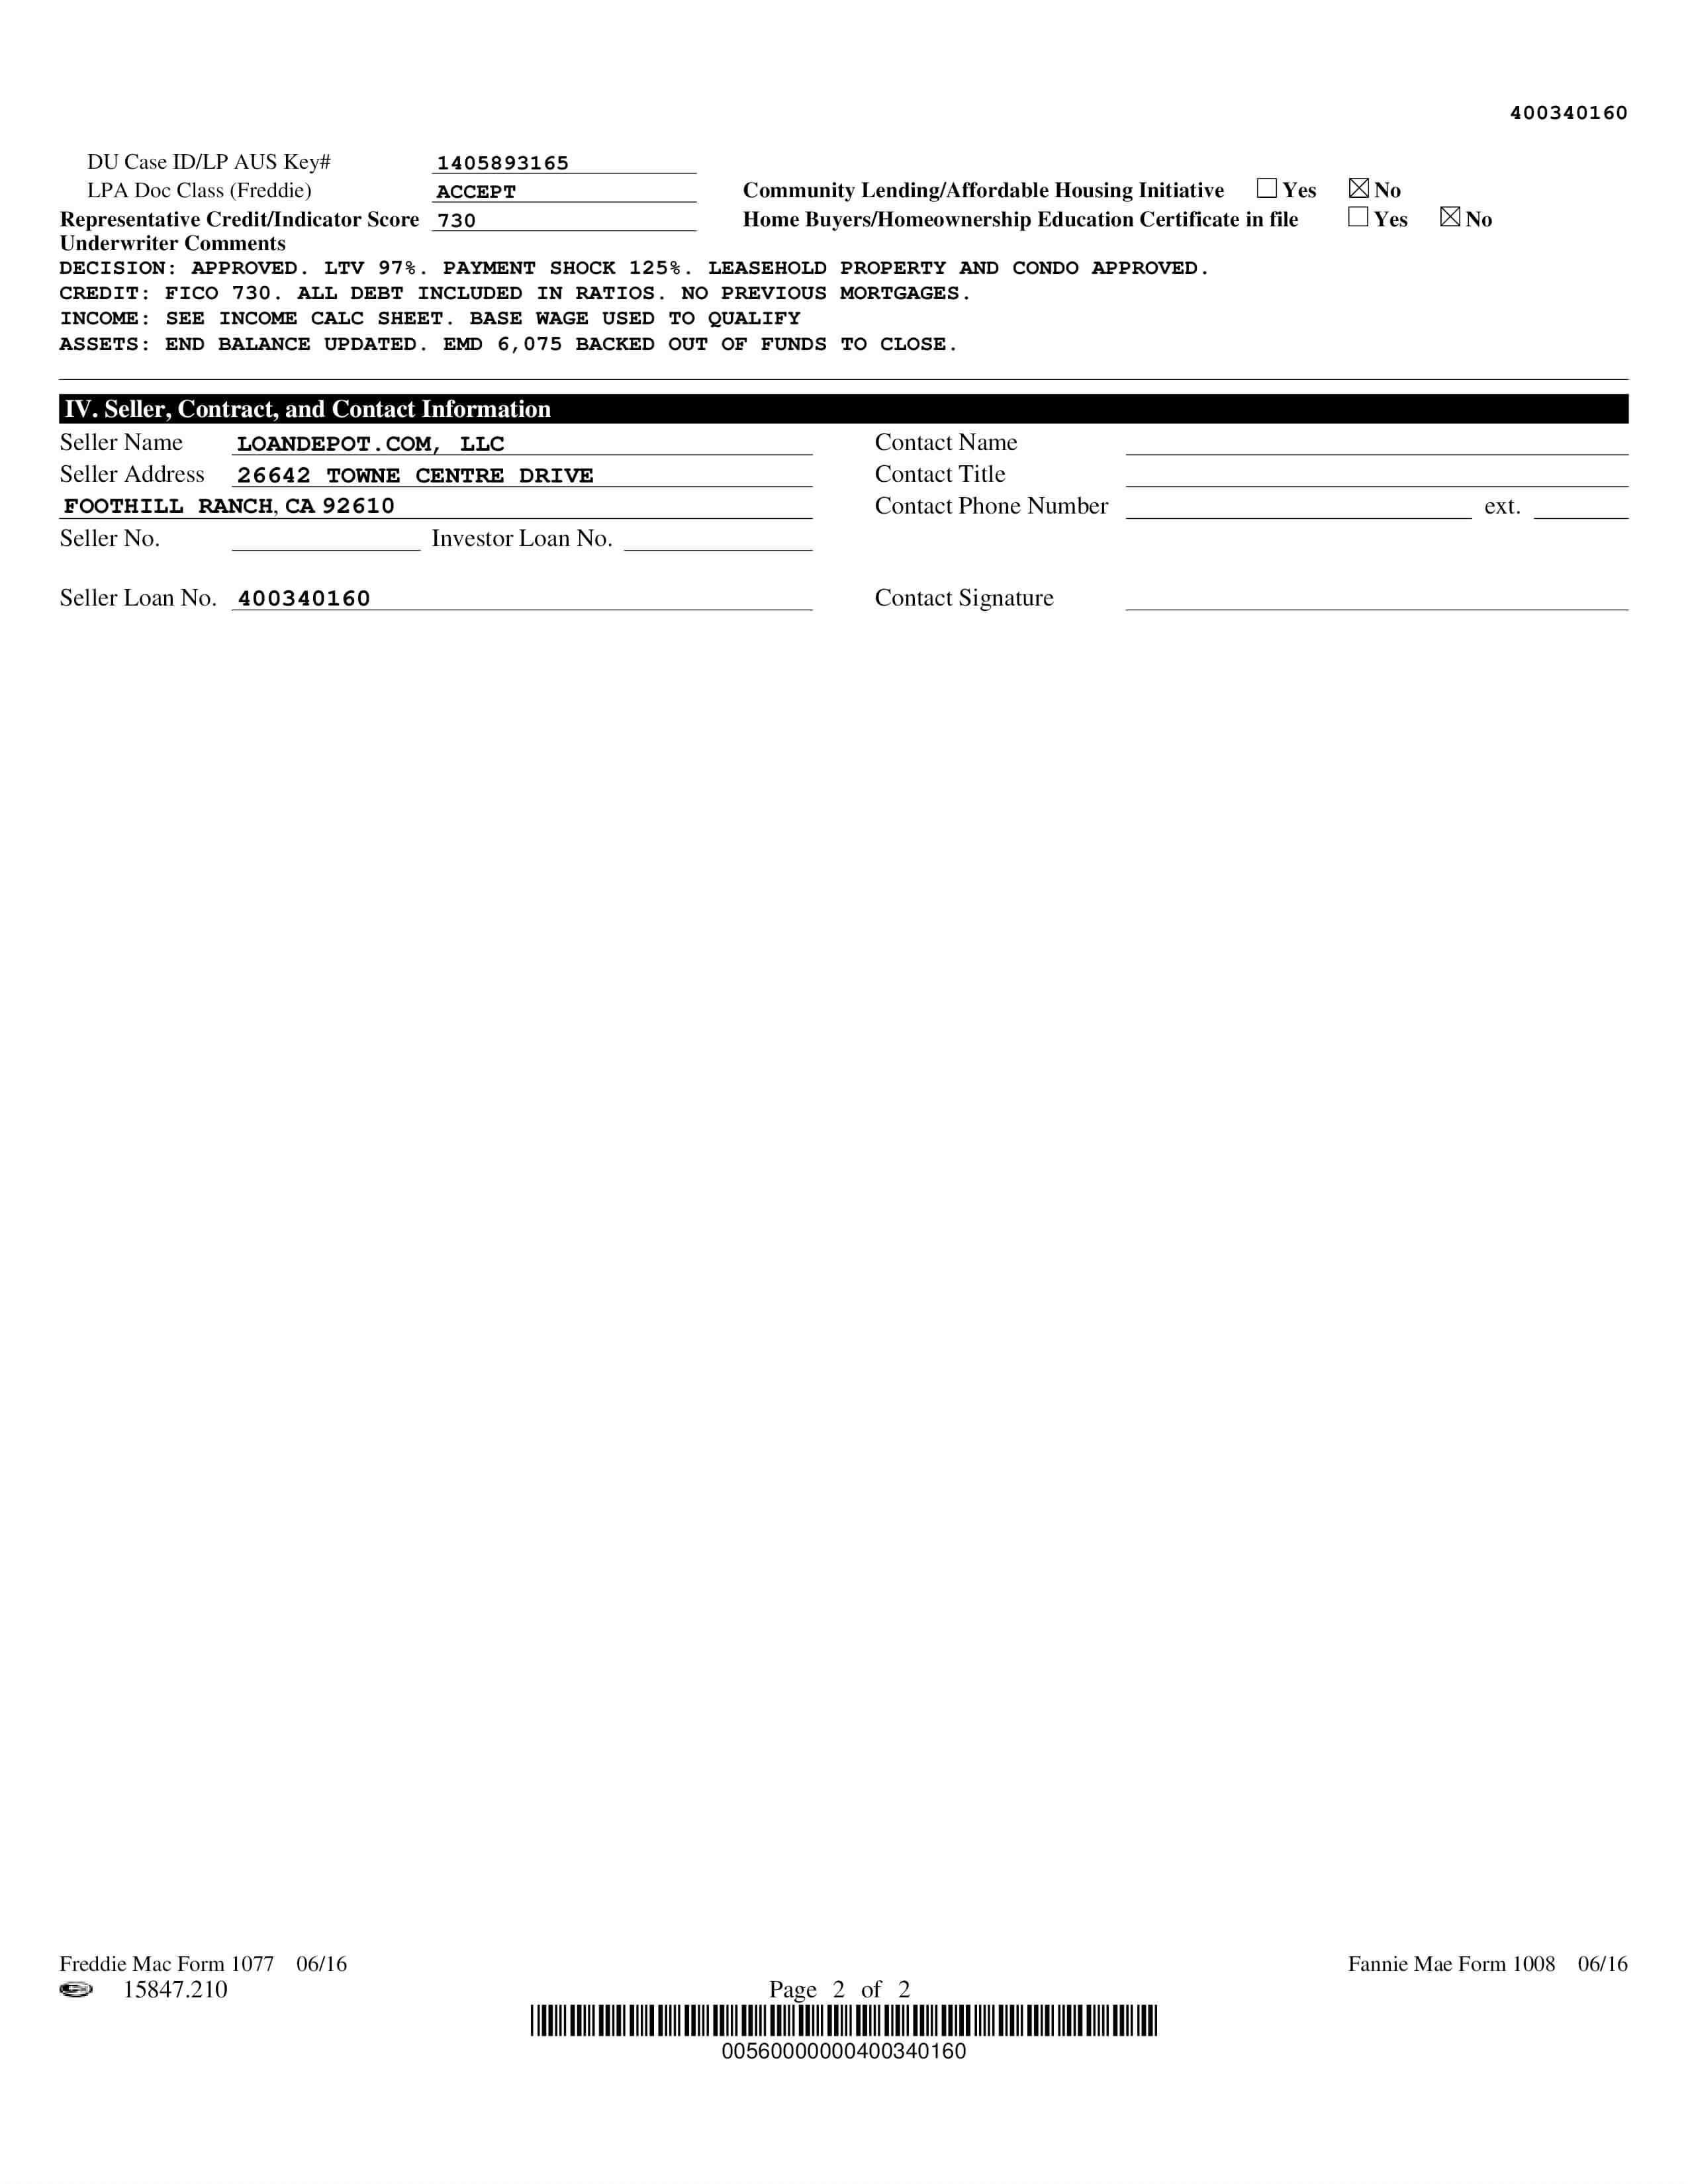 400340160
DU Case ID/LP AUS Key# 1405893165
LPA Doc Class (Freddie) ACCEPT Community Lending/Affordable Housing Initiative ☐ Yes ☒ No
Representative Credit/Indicator Score 730 Home Buyers/Homeownership Education Certificate in file ☐ Yes ☒ No
Underwriter Comments
DECISION: APPROVED. LTV 97%. PAYMENT SHOCK 125%. LEASEHOLD PROPERTY AND CONDO APPROVED.
CREDIT: FICO 730. ALL DEBT INCLUDED IN RATIOS. NO PREVIOUS MORTGAGES.
INCOME: SEE INCOME CALC SHEET. BASE WAGE USED TO QUALIFY
ASSETS: END BALANCE UPDATED. EMD 6,075 BACKED OUT OF FUNDS TO CLOSE.
IV. Seller, Contract, and Contact Information
Seller Name LOANDEPOT.COM, LLC Contact Name
Seller Address 26642 TOWNE CENTRE DRIVE Contact Title
FOOTHILL RANCH, CA 92610 Contact Phone Number ext.
Seller No. Investor Loan No.
Seller Loan No. 400340160 Contact Signature
Freddie Mac Form 1077 06/16 Fannie Mae Form 1008 06/16
15847.210 Page 2 of 2
00560000000400340160